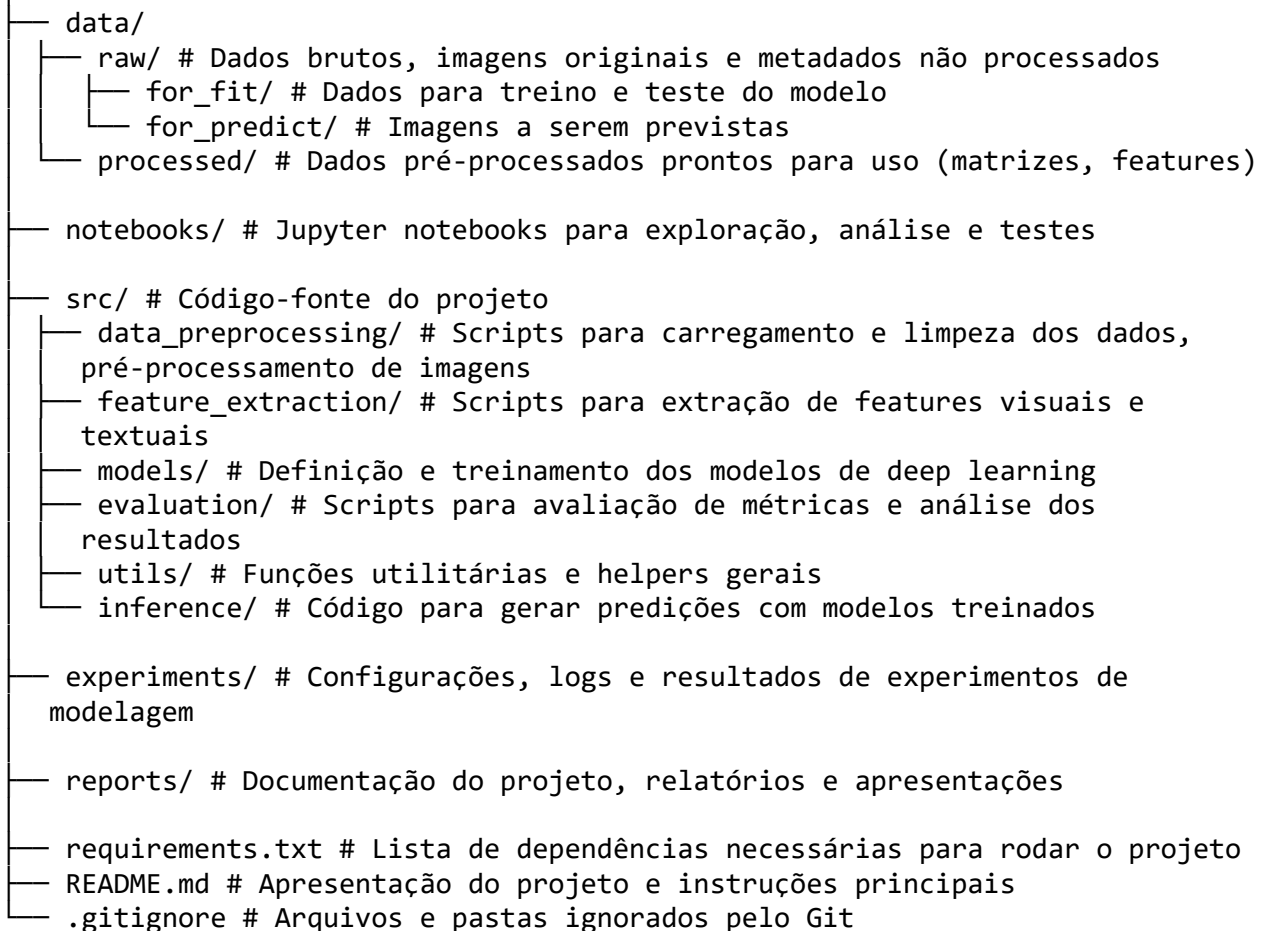 ├── data/
│ ├── raw/ # Dados brutos, imagens originais e metadados não processados
│ │ ├── for_fit/ # Dados para treino e teste do modelo
│ │ └── for_predict/ # Imagens a serem previstas
│ └── processed/ # Dados pré-processados prontos para uso (matrizes, features)
│
├── notebooks/ # Jupyter notebooks para exploração, análise e testes
│
├── src/ # Código-fonte do projeto
│ ├── data_preprocessing/ # Scripts para carregamento e limpeza dos dados,
│ │ pré-processamento de imagens
│ ├── feature_extraction/ # Scripts para extração de features visuais e
│ │ textuais
│ ├── models/ # Definição e treinamento dos modelos de deep learning
│ ├── evaluation/ # Scripts para avaliação de métricas e análise dos
│ │ resultados
│ ├── utils/ # Funções utilitárias e helpers gerais
│ └── inference/ # Código para gerar predições com modelos treinados
│
├── experiments/ # Configurações, logs e resultados de experimentos de
│ modelagem
│
├── reports/ # Documentação do projeto, relatórios e apresentações
│
├── requirements.txt # Lista de dependências necessárias para rodar o projeto
├── README.md # Apresentação do projeto e instruções principais
└── .gitignore # Arquivos e pastas ignorados pelo Git